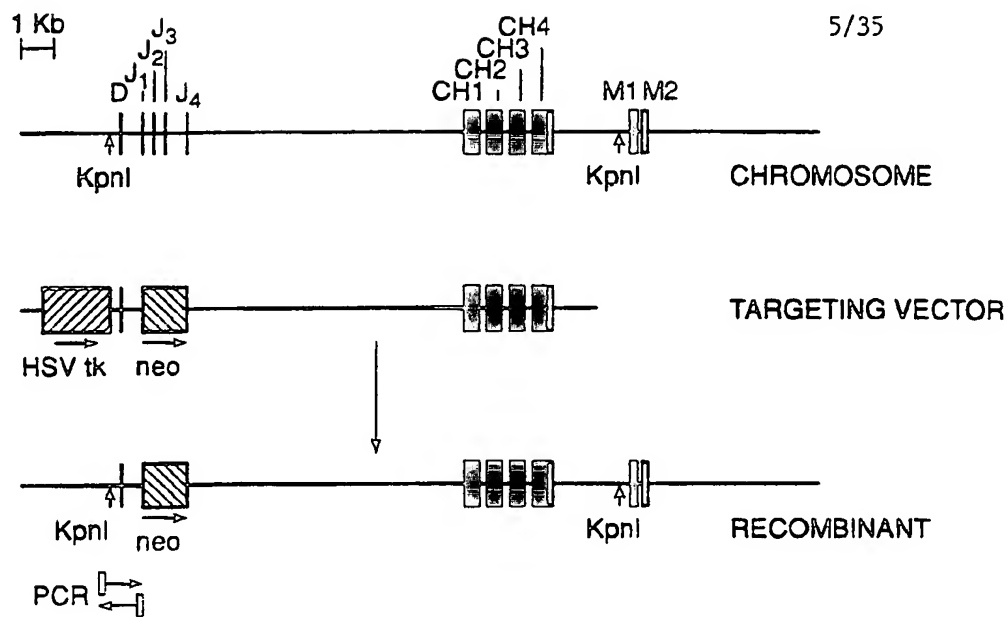 1 Kb
5/35
D J1 J2 J3 J4
CH1 CH2 CH3 CH4
M1 M2
KpnI
KpnI
CHROMOSOME
TARGETING VECTOR
HSV tk
neo
KpnI
neo
KpnI
RECOMBINANT
PCR